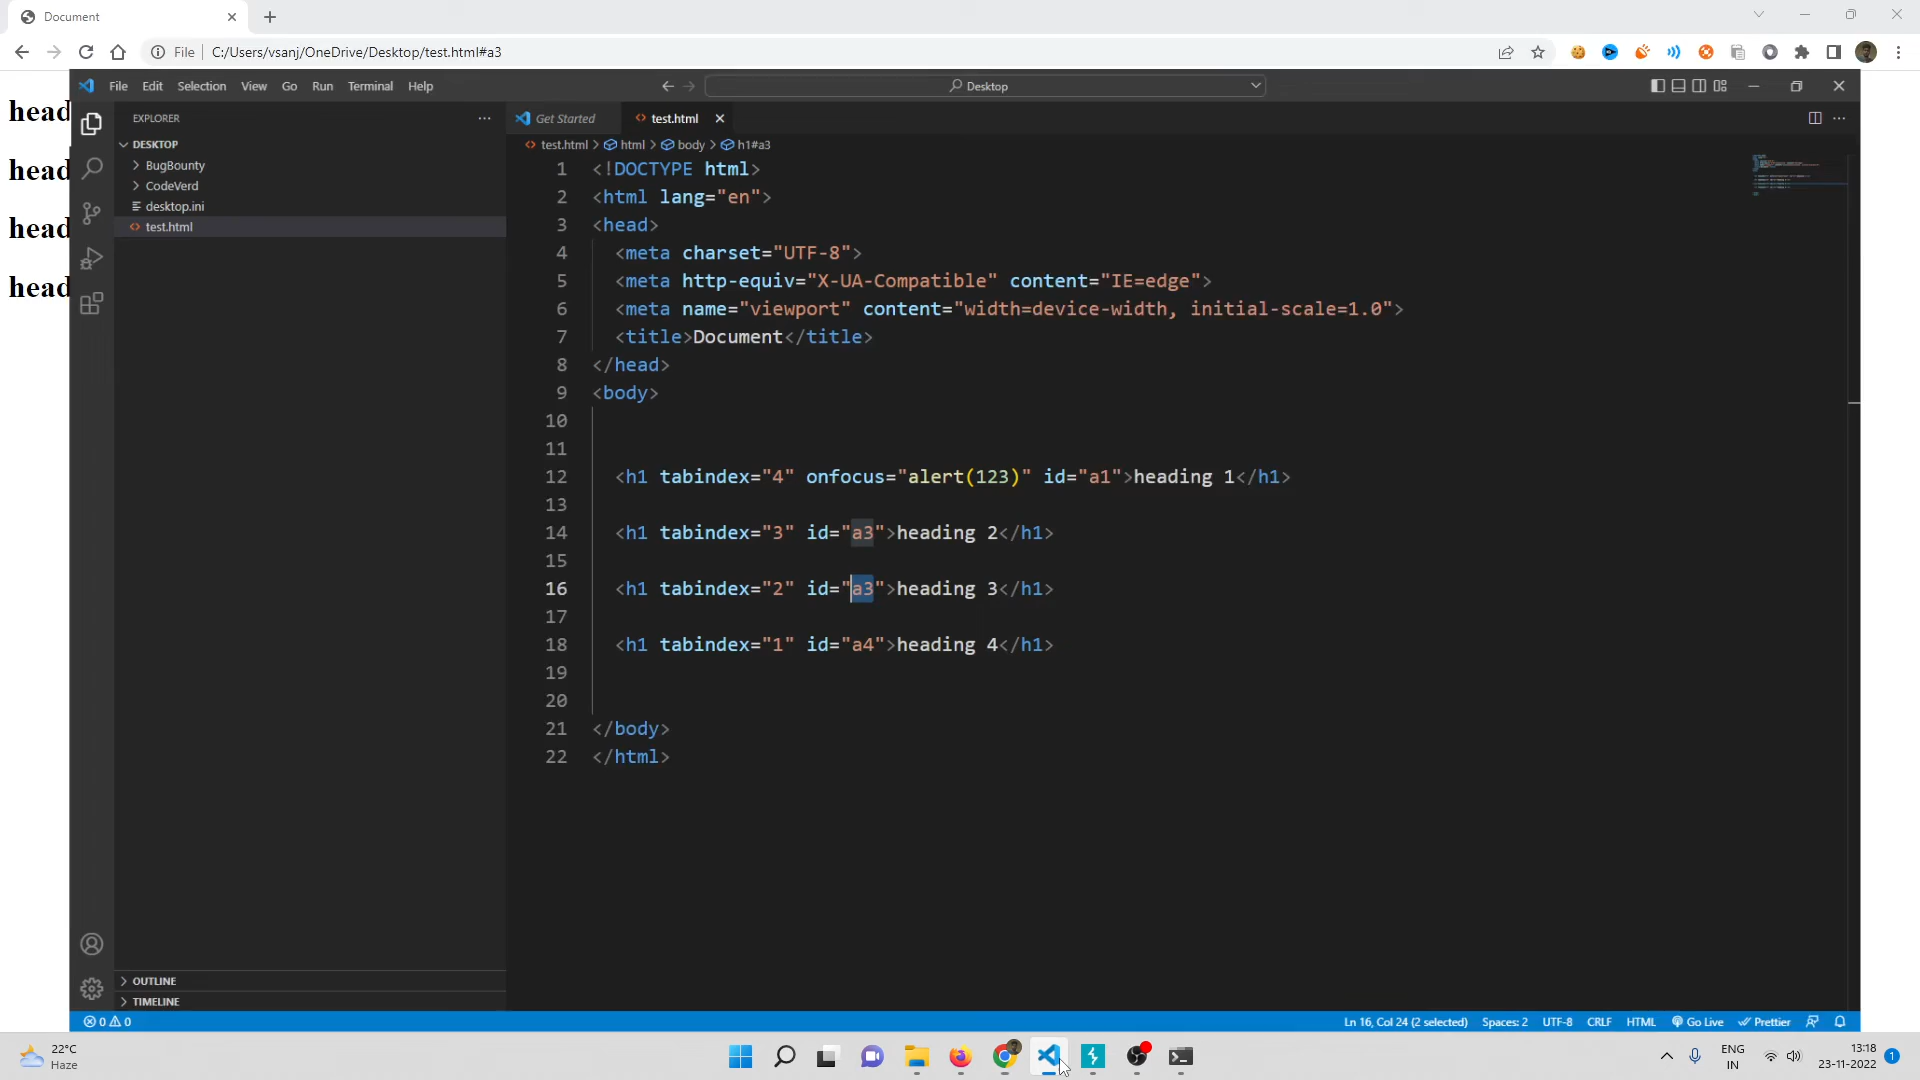 Document
File C:/Users/vsanj/OneDrive/Desktop/test.html#a3
File Edit Selection View Go Run Terminal Help
Desktop
head
head
head
head
EXPLORER
DESKTOP
BugBounty
CodeVerd
desktop.ini
test.html
OUTLINE
TIMELINE
Get Started
test.html
test.html > html > body > h1#a3
1 <!DOCTYPE html>
2 <html lang="en">
3 <head>
4 <meta charset="UTF-8">
5 <meta http-equiv="X-UA-Compatible" content="IE=edge">
6 <meta name="viewport" content="width=device-width, initial-scale=1.0">
7 <title>Document</title>
8 </head>
9 <body>
10
11
12 <h1 tabindex="4" onfocus="alert(123)" id="a1">heading 1</h1>
13
14 <h1 tabindex="3" id="a3">heading 2</h1>
15
16 <h1 tabindex="2" id="a3">heading 3</h1>
17
18 <h1 tabindex="1" id="a4">heading 4</h1>
19
20
21 </body>
22 </html>
0 0
Ln 16, Col 24 (2 selected) Spaces: 2 UTF-8 CRLF HTML Go Live Prettier
22°C
Haze
ENG
IN
13:18
23-11-2022
1